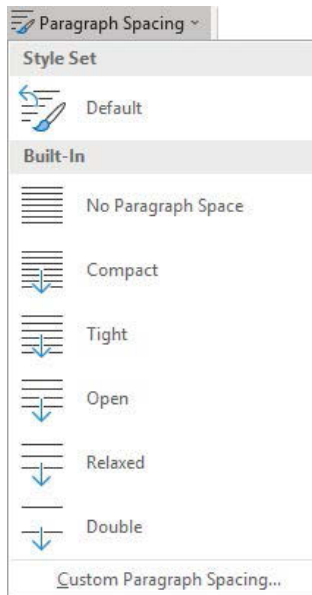 Paragraph Spacing
Style Set
Default
Built-In
No Paragraph Space
Compact
Tight
Open
Relaxed
Double
Custom Paragraph Spacing...